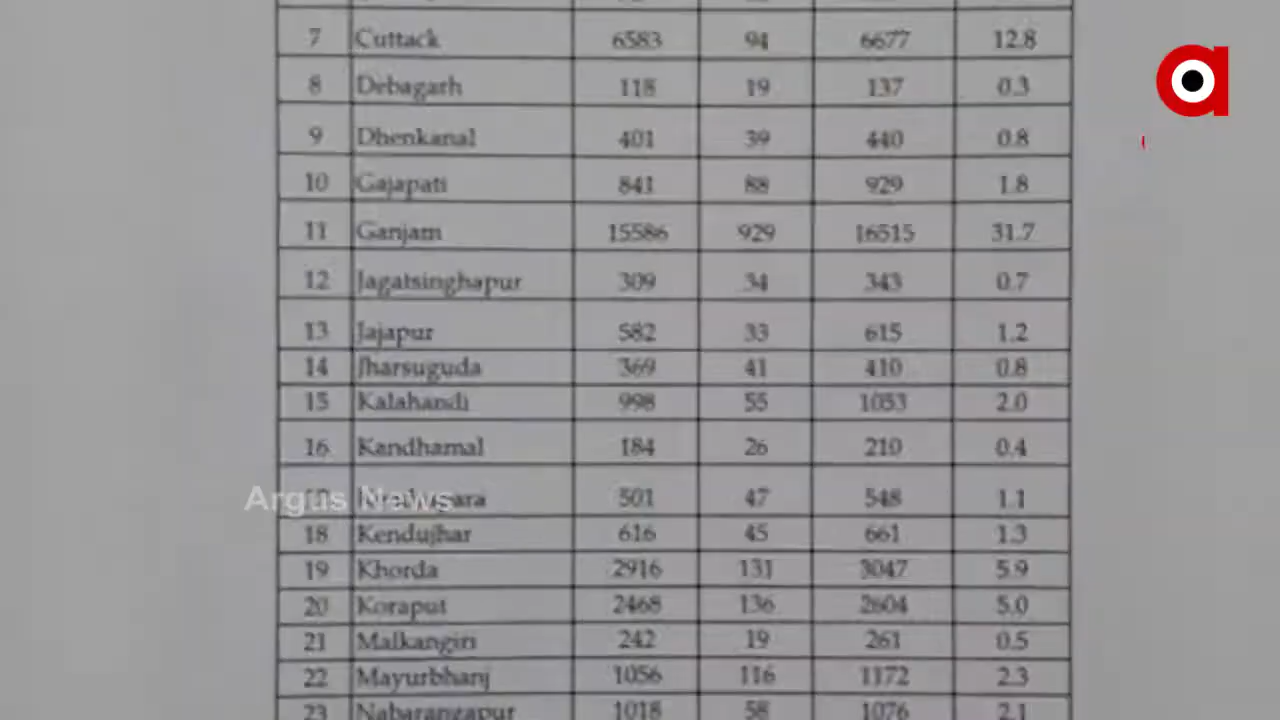 7 Cuttack 6583 94 6677 12.8
8 Debagarh 118 19 137 0.3
9 Dhenkanal 401 39 440 0.8
10 Gajapati 841 88 929 1.8
11 Ganjam 15586 929 16515 31.7
12 Jagatsinghapur 309 34 343 0.7
13 Jajapur 582 33 615 1.2
14 Jharsuguda 369 41 410 0.8
15 Kalahandi 998 55 1053 2.0
16 Kandhamal 184 26 210 0.4
501 47 548 1.1
Argus News
18 Kendujhar 616 45 661 1.3
19 Khorda 2916 131 3047 5.9
20 Koraput 2468 136 2604 5.0
21 Malkangiri 242 19 261 0.5
22 Mayurbhanj 1056 116 1172 2.3
23 Nabarangapur 1018 58 1076 2.1